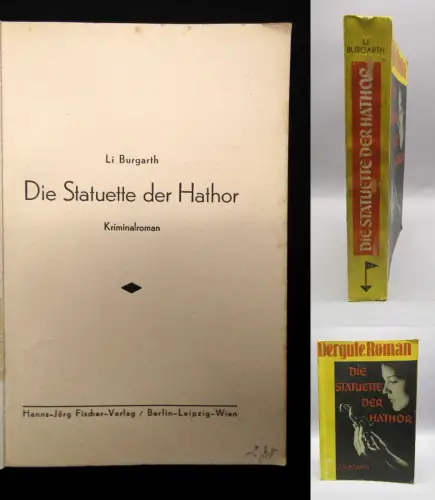 Li Burgarth
Die Statuette der Hathor
Kriminalroman
Hanns-Jörg Fischer-Verlag / Berlin-Leipzig-Wien
LI
BURGARTH
DIE STATUETTE DER HATHOR
Roman
Der gute Roman
DIE
STATUETTE
DER
HATHOR